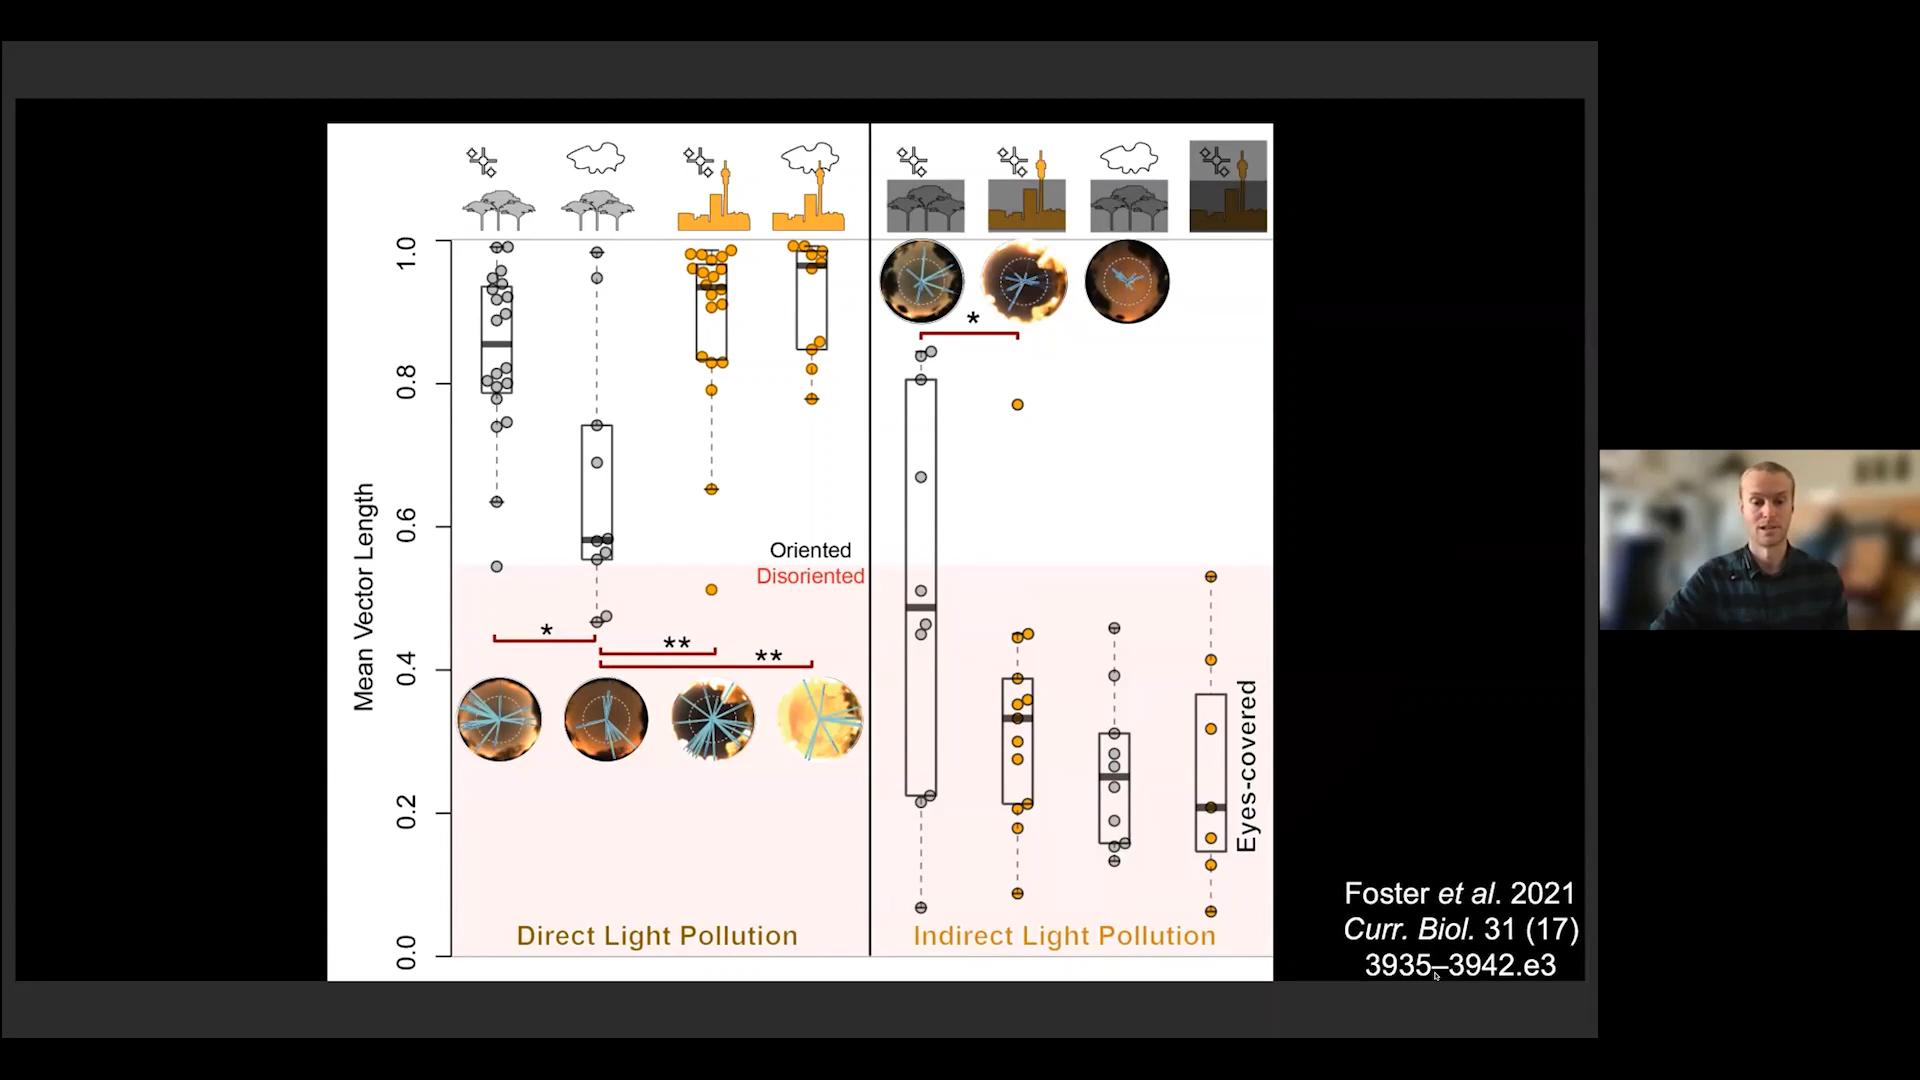 1.0
0.8
0.6
0.4
0.2
0.0
Mean Vector Length
Oriented
Disoriented
*
**
**
Direct Light Pollution
*
Eyes-covered
Indirect Light Pollution
Foster et al. 2021
Curr. Biol. 31 (17)
3935–3942.e3